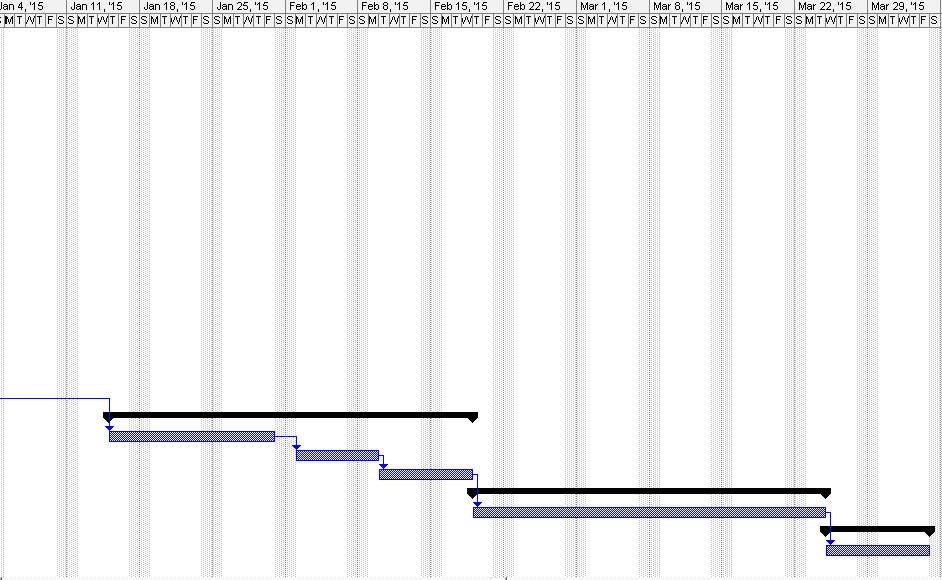 Jan 4, '15 Jan 11, '15 Jan 18, '15 Jan 25, '15 Feb 1, '15 Feb 8, '15 Feb 15, '15 Feb 22, '15 Mar 1, '15 Mar 8, '15 Mar 15, '15 Mar 22, '15 Mar 29, '15
S M T W T F S S M T W T F S S M T W T F S S M T W T F S S M T W T F S S M T W T F S S M T W T F S S M T W T F S S M T W T F S S M T W T F S S M T W T F S S M T W T F S S M T W T F S